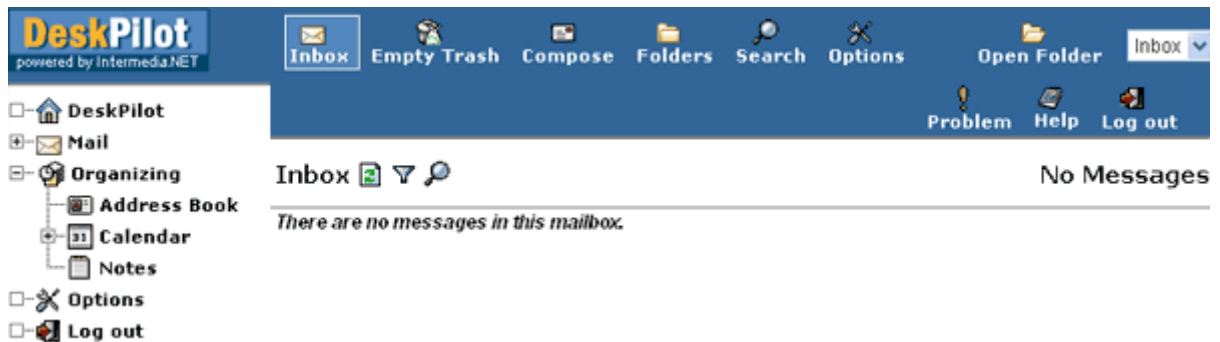 DeskPilot
powered by Intermedia.NET
Inbox Empty Trash Compose Folders Search Options Open Folder Inbox
Problem Help Log out
DeskPilot
Mail
Organizing
Address Book
31 Calendar
Notes
Options
Log out
Inbox No Messages
There are no messages in this mailbox.